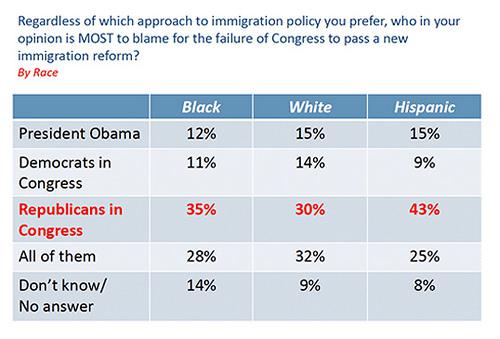 Regardless of which approach to immigration policy you prefer, who in your
opinion is MOST to blame for the failure of Congress to pass a new
immigration reform?
By Race
Black White Hispanic
President Obama 12% 15% 15%
Democrats in
Congress 11% 14% 9%
Republicans in
Congress 35% 30% 43%
All of them 28% 32% 25%
Don't know/
No answer 14% 9% 8%